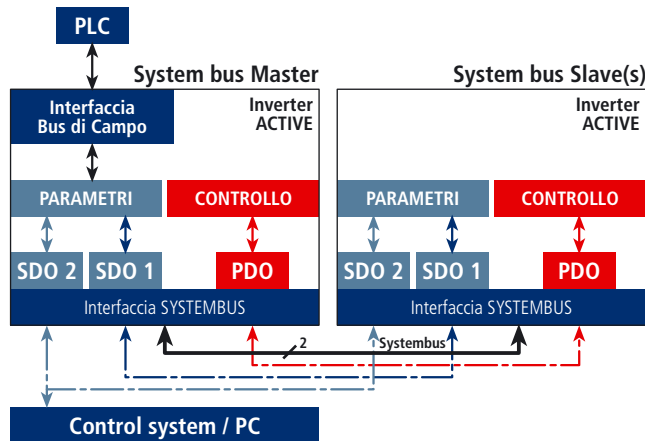 PLC
System bus Master
System bus Slave(s)
Interfaccia
Bus di Campo
Inverter
ACTIVE
Inverter
ACTIVE
PARAMETRI
CONTROLLO
PARAMETRI
CONTROLLO
SDO 2
SDO 1
PDO
SDO 2
SDO 1
PDO
Interfaccia SYSTEMBUS
Interfaccia SYSTEMBUS
2
Systembus
Control system / PC